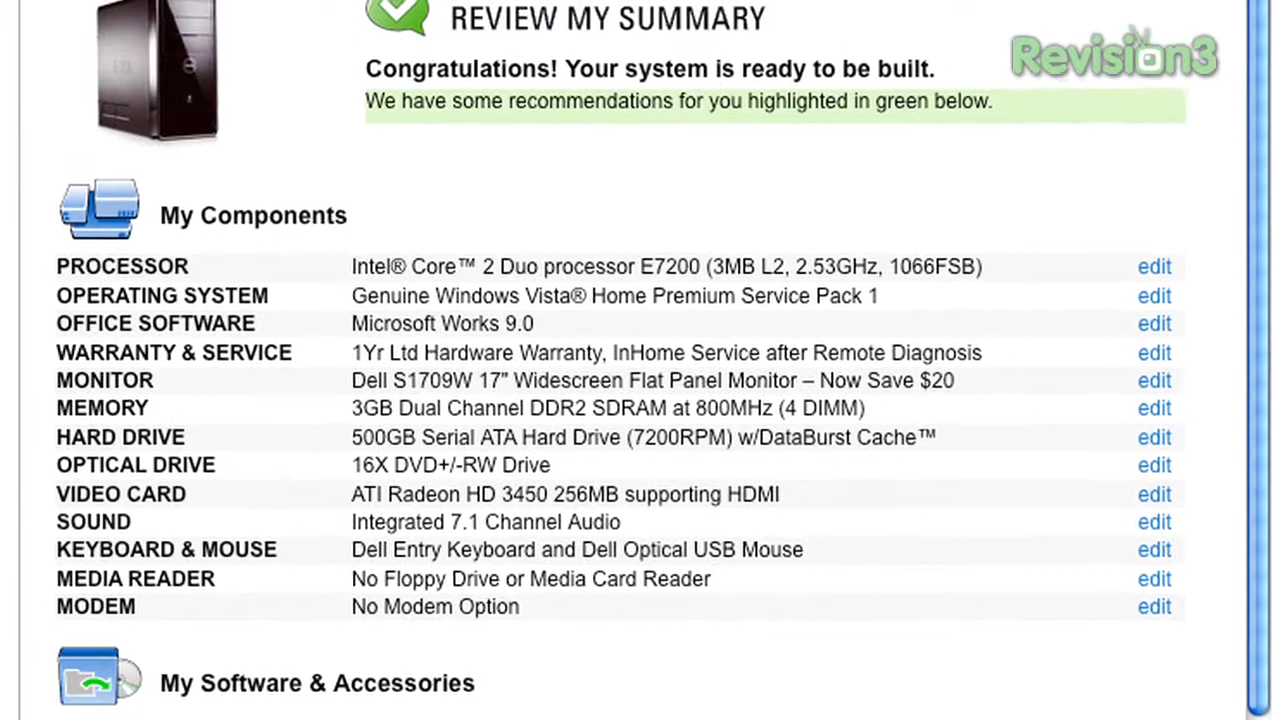 REVIEW MY SUMMARY
Revision3
Congratulations! Your system is ready to be built.
We have some recommendations for you highlighted in green below.
My Components
PROCESSOR Intel® Core™ 2 Duo processor E7200 (3MB L2, 2.53GHz, 1066FSB) edit
OPERATING SYSTEM Genuine Windows Vista® Home Premium Service Pack 1 edit
OFFICE SOFTWARE Microsoft Works 9.0 edit
WARRANTY & SERVICE 1Yr Ltd Hardware Warranty, InHome Service after Remote Diagnosis edit
MONITOR Dell S1709W 17" Widescreen Flat Panel Monitor – Now Save $20 edit
MEMORY 3GB Dual Channel DDR2 SDRAM at 800MHz (4 DIMM) edit
HARD DRIVE 500GB Serial ATA Hard Drive (7200RPM) w/DataBurst Cache™ edit
OPTICAL DRIVE 16X DVD+/-RW Drive edit
VIDEO CARD ATI Radeon HD 3450 256MB supporting HDMI edit
SOUND Integrated 7.1 Channel Audio edit
KEYBOARD & MOUSE Dell Entry Keyboard and Dell Optical USB Mouse edit
MEDIA READER No Floppy Drive or Media Card Reader edit
MODEM No Modem Option edit
My Software & Accessories